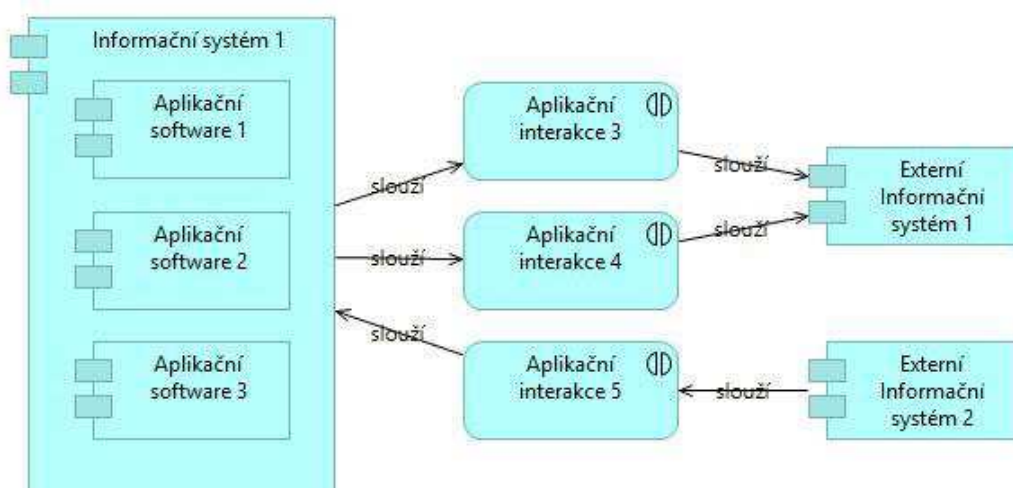 Informační systém 1
Aplikační
software 1
Aplikační
software 2
Aplikační
software 3
slouží
slouží
slouží
Aplikační
interakce 3
Aplikační
interakce 4
Aplikační
interakce 5
slouží
slouží
slouží
Externí
Informační
systém 1
Externí
Informační
systém 2